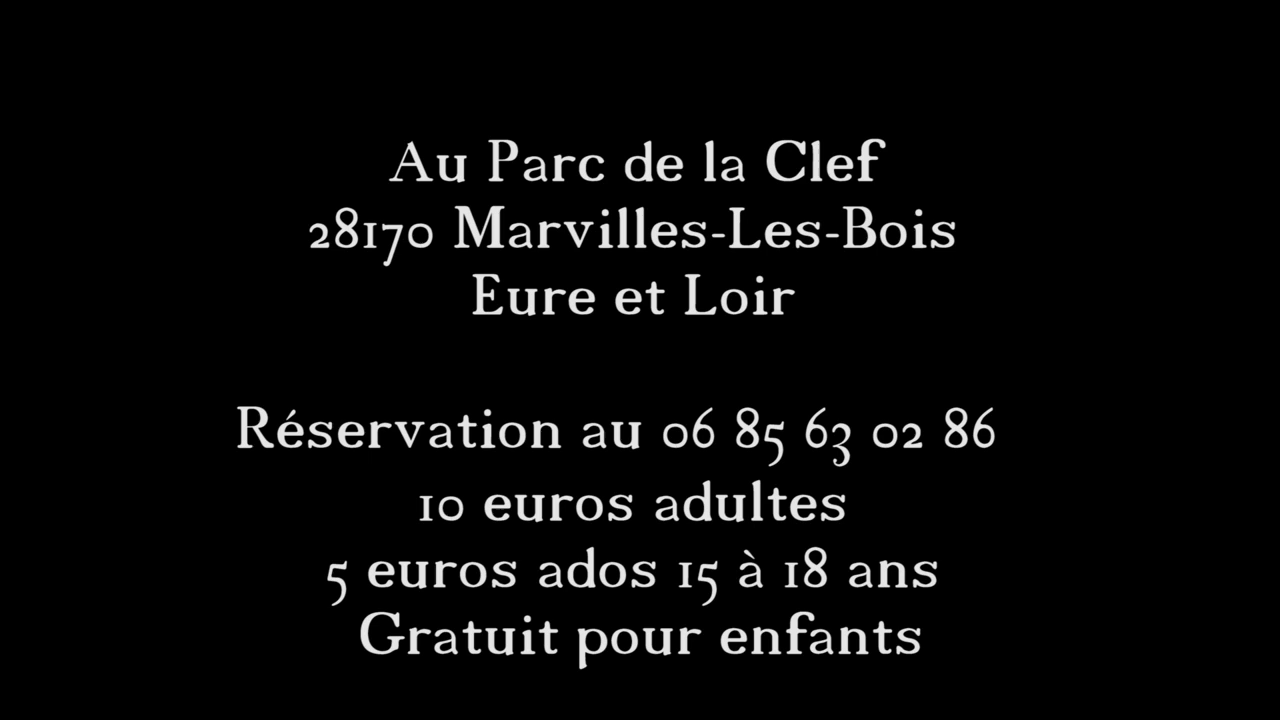 Au Parc de la Clef
28170 Marvilles-Les-Bois
Eure et Loir
Réservation au 06 85 63 02 86
10 euros adultes
5 euros ados 15 à 18 ans
Gratuit pour enfants